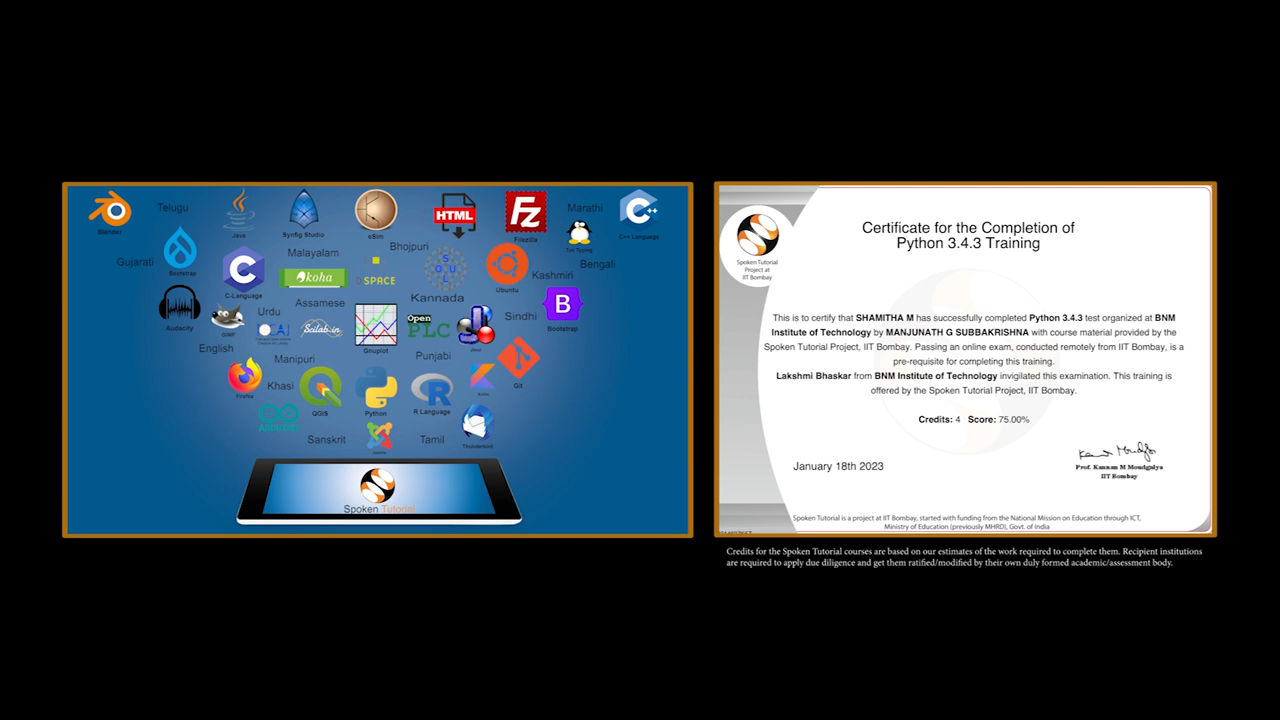 Blender
Telugu
Java
Synfig Studio
eSim
HTML
Fz
Filezilla
Marathi
C++
C++ Language
Tux Typing
Gujarati
Bootstrap
C
C-Language
Malayalam
koha
Bhojpuri
DSPACE
SOUL
Ubuntu
Kashmiri
Bengali
Audacity
GIMP
Assamese
Urdu
Scilab.in
Kannada
Gnuplot
Open
PLC
Jmol
Sindhi
B
Bootstrap
English
Manipuri
Punjabi
Git
Firefox
Khasi
QGIS
Python
R
R Language
Kotlin
ARDUINO
Sanskrit
Joomla
Tamil
Thunderbird
Spoken Tutorial
Spoken Tutorial
Project at
IIT Bombay
Certificate for the Completion of
Python 3.4.3 Training
This is to certify that SHAMITHA M has successfully completed Python 3.4.3 test organized at BNM
Institute of Technology by MANJUNATH G SUBBAKRISHNA with course material provided by the
Spoken Tutorial Project, IIT Bombay. Passing an online exam, conducted remotely from IIT Bombay, is a
pre-requisite for completing this training.
Lakshmi Bhaskar from BNM Institute of Technology invigilated this examination. This training is
offered by the Spoken Tutorial Project, IIT Bombay.
Credits: 4 Score: 75.00%
January 18th 2023
Prof. Kannan M Moudgalya
IIT Bombay
Spoken Tutorial is a project at IIT Bombay, started with funding from the National Mission on Education through ICT,
Ministry of Education (previously MHRD), Govt. of India
Credits for the Spoken Tutorial courses are based on our estimates of the work required to complete them. Recipient institutions
are required to apply due diligence and get them ratified/modified by their own duly formed academic/assessment body.